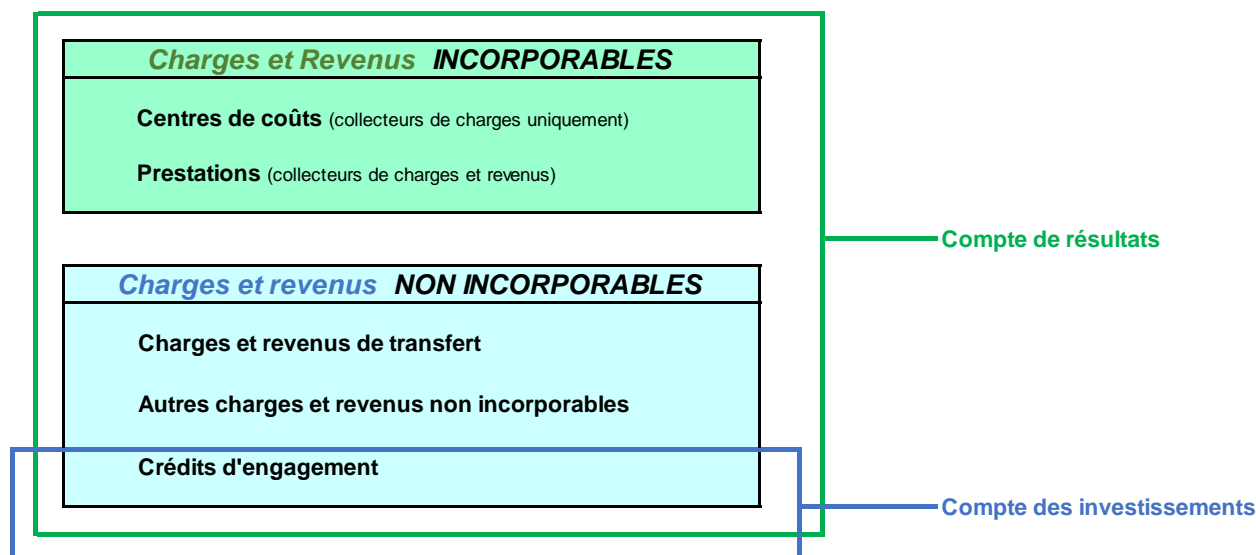 Charges et Revenus INCORPORABLES
Centres de coûts (collecteurs de charges uniquement)
Prestations (collecteurs de charges et revenus)
Compte de résultats
Charges et revenus NON INCORPORABLES
Charges et revenus de transfert
Autres charges et revenus non incorporables
Crédits d'engagement
Compte des investissements